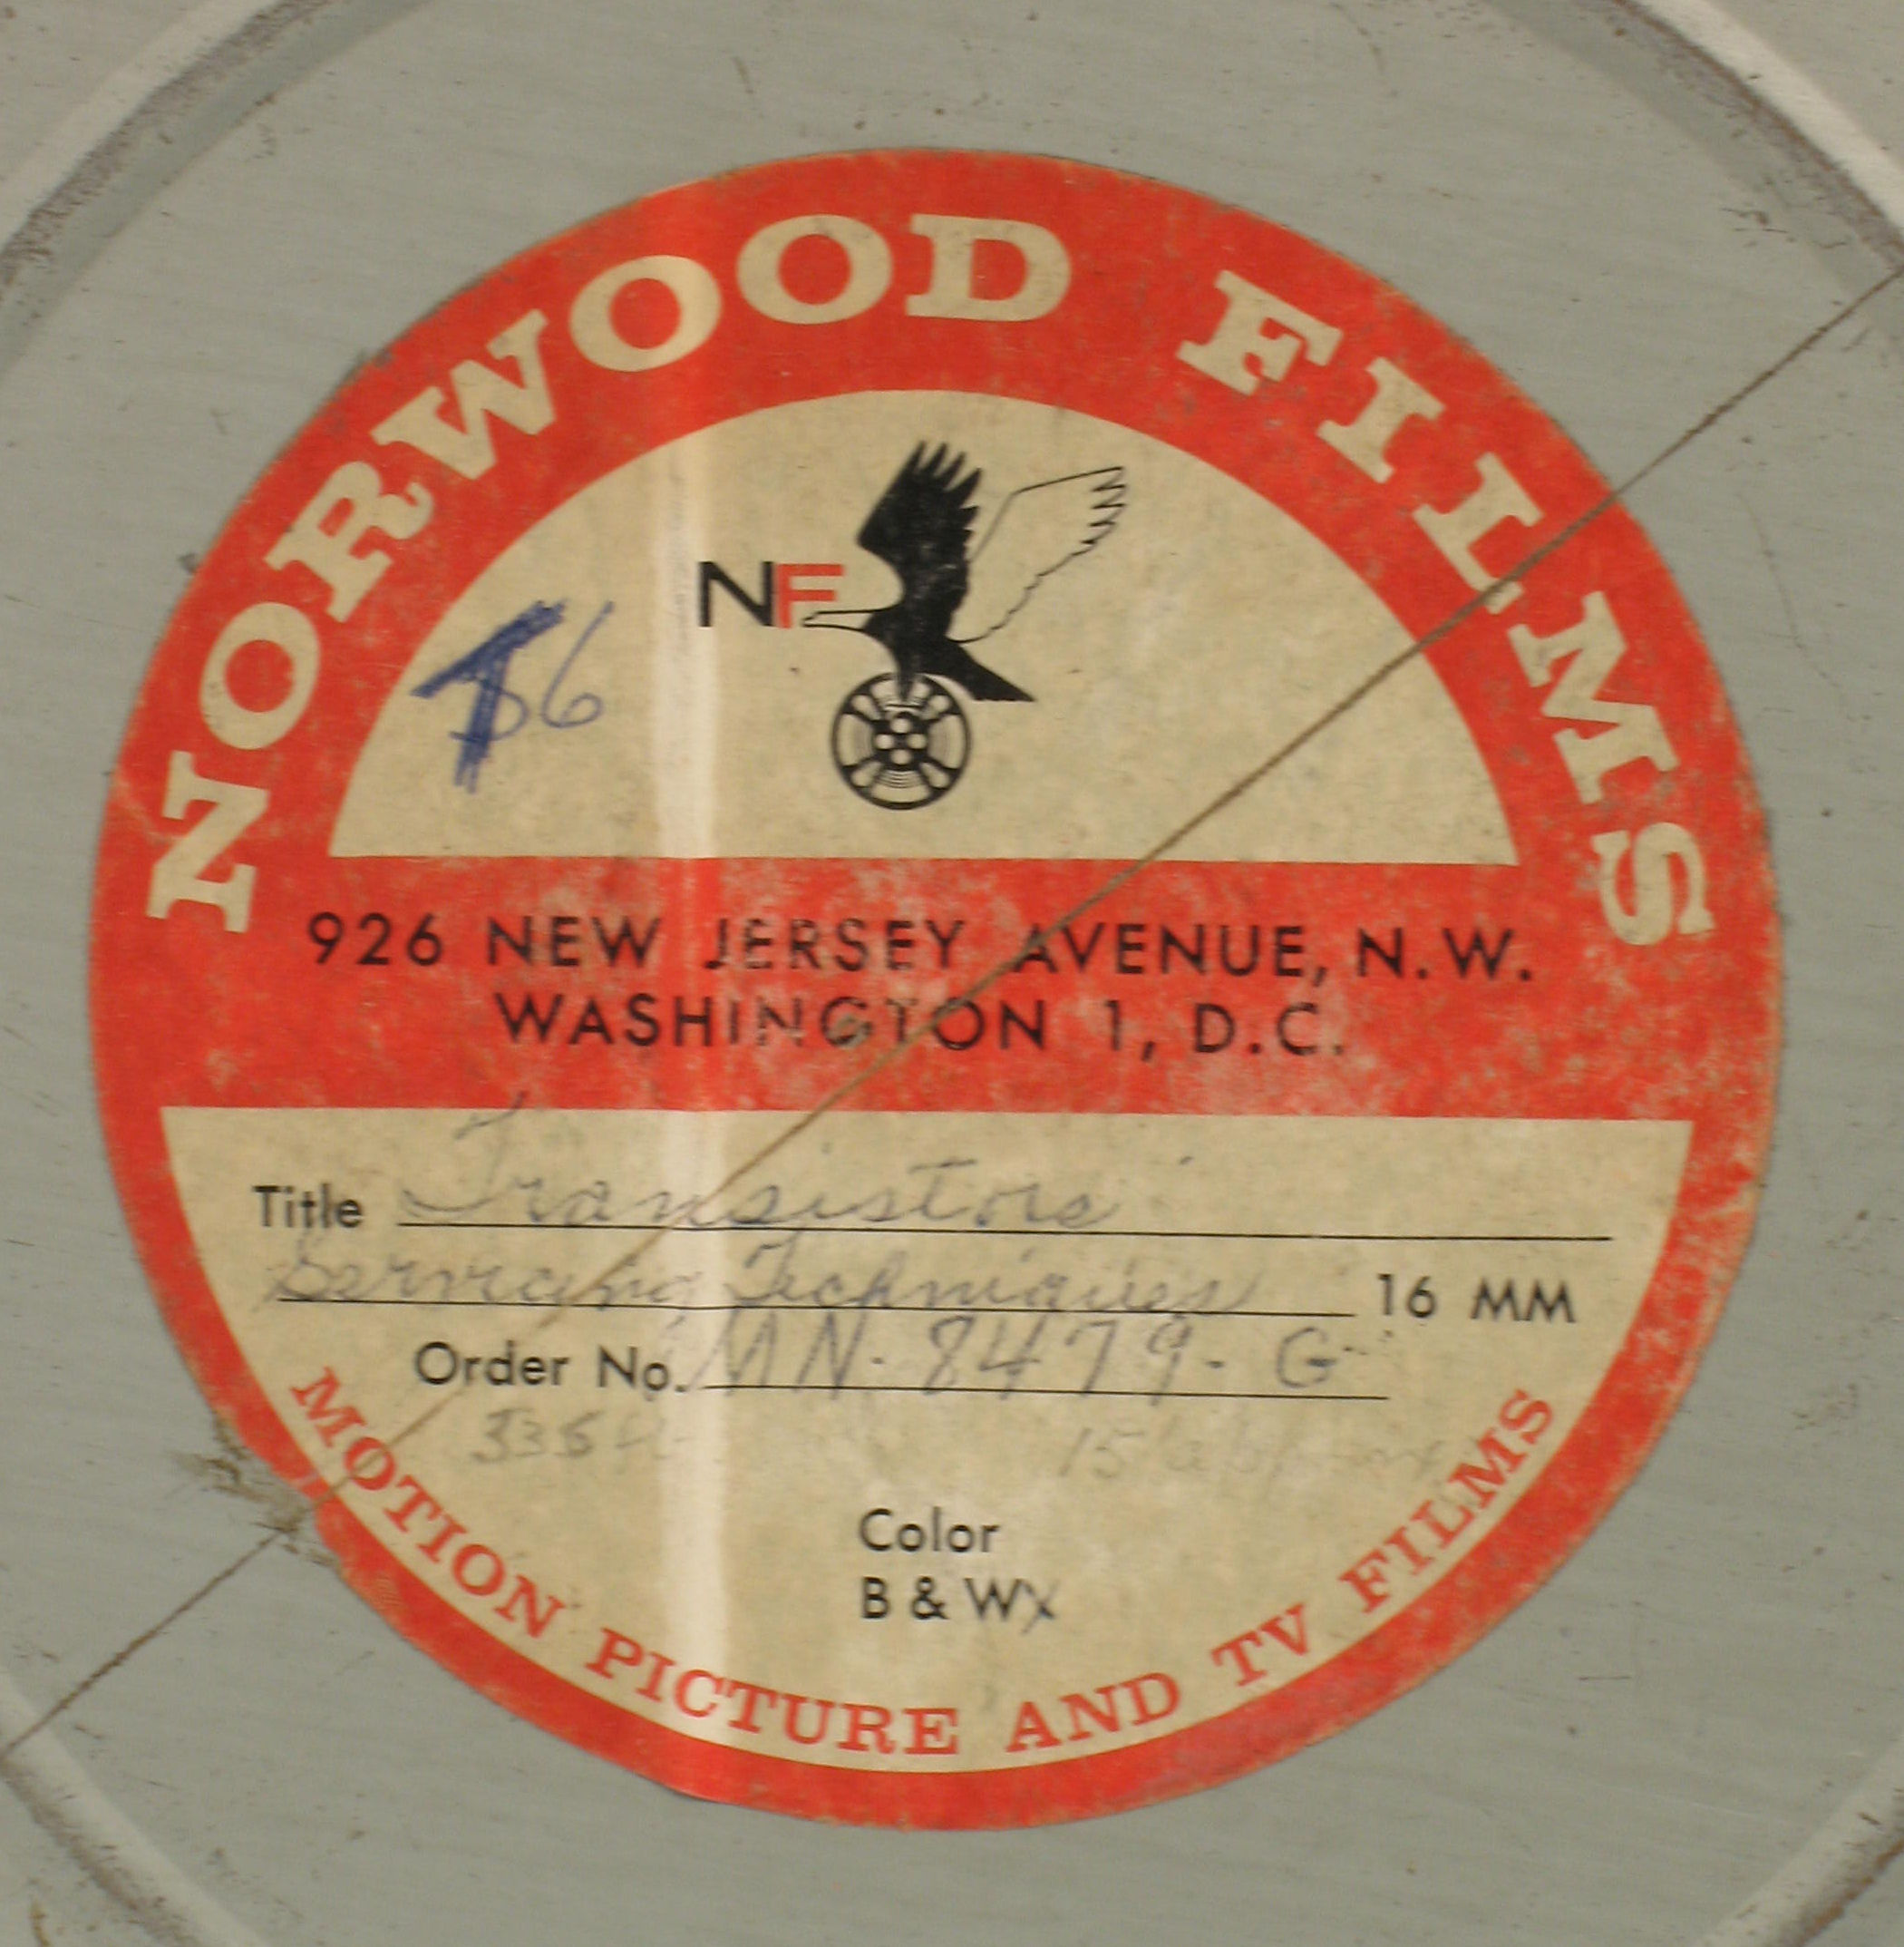 NORWOOD FILMS
NF
56
926 NEW JERSEY AVENUE, N.W.
WASHINGTON 1, D.C.
Title Transistors
Servicing Techniques 16 MM
Order No. MN-8479-G
Color
B & W X
MOTION PICTURE AND TV FILMS